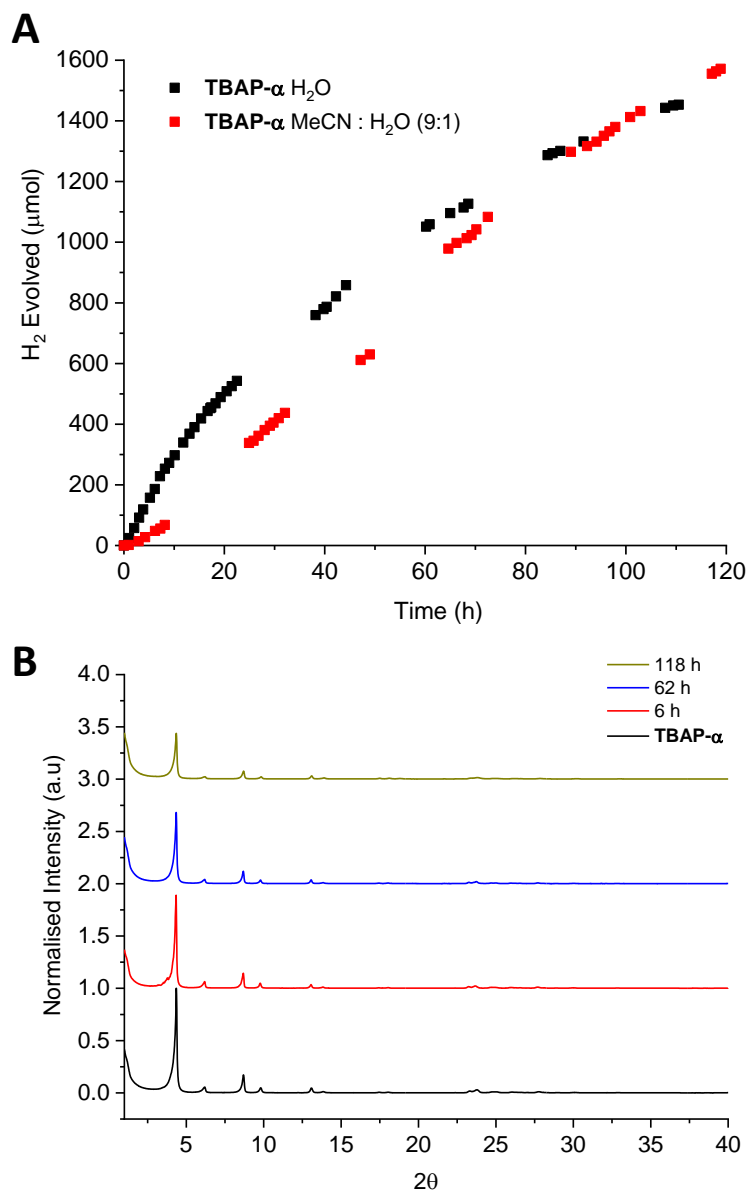 A
1600
1400
1200
1000
800
600
400
200
0
H₂ Evolved (μmol)
TBAP-α H₂O
TBAP-α MeCN : H₂O (9:1)
0 20 40 60 80 100 120
Time (h)
B
4.0
3.5
3.0
2.5
2.0
1.5
1.0
0.5
0.0
Normalised Intensity (a.u)
118 h
62 h
6 h
TBAP-α
5 10 15 20 25 30 35 40
2θ